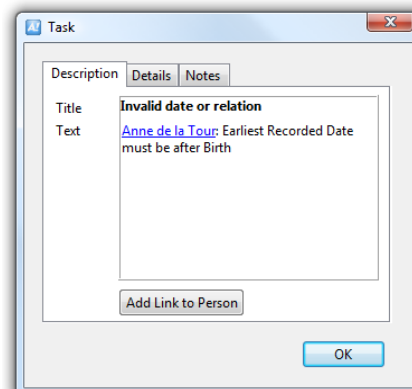 A! Task
Description Details Notes
Title Invalid date or relation
Text Anne de la Tour: Earliest Recorded Date
must be after Birth
Add Link to Person
OK